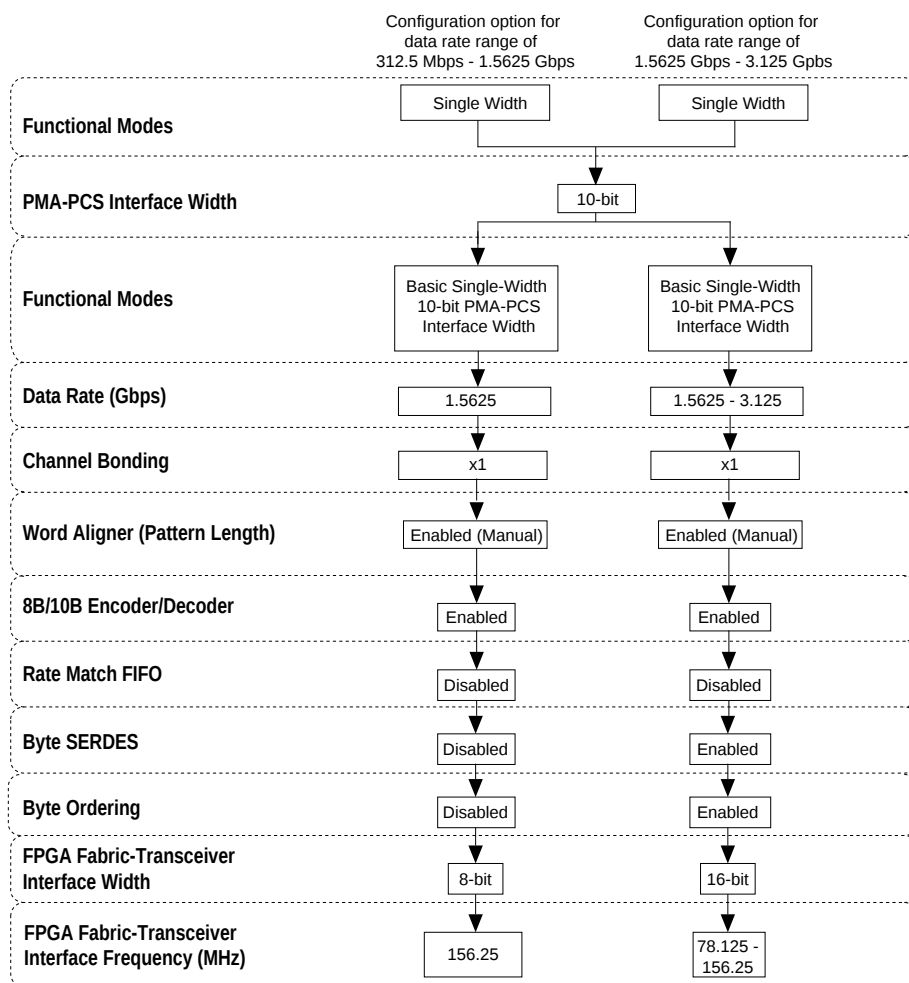 Configuration option for
data rate range of
312.5 Mbps - 1.5625 Gbps
Configuration option for
data rate range of
1.5625 Gbps - 3.125 Gpbs
Functional Modes
Single Width
Single Width
PMA-PCS Interface Width
10-bit
Functional Modes
Basic Single-Width
10-bit PMA-PCS
Interface Width
Basic Single-Width
10-bit PMA-PCS
Interface Width
Data Rate (Gbps)
1.5625
1.5625 - 3.125
Channel Bonding
x1
x1
Word Aligner (Pattern Length)
Enabled (Manual)
Enabled (Manual)
8B/10B Encoder/Decoder
Enabled
Enabled
Rate Match FIFO
Disabled
Disabled
Byte SERDES
Disabled
Enabled
Byte Ordering
Disabled
Enabled
FPGA Fabric-Transceiver
Interface Width
8-bit
16-bit
FPGA Fabric-Transceiver
Interface Frequency (MHz)
156.25
78.125 -
156.25